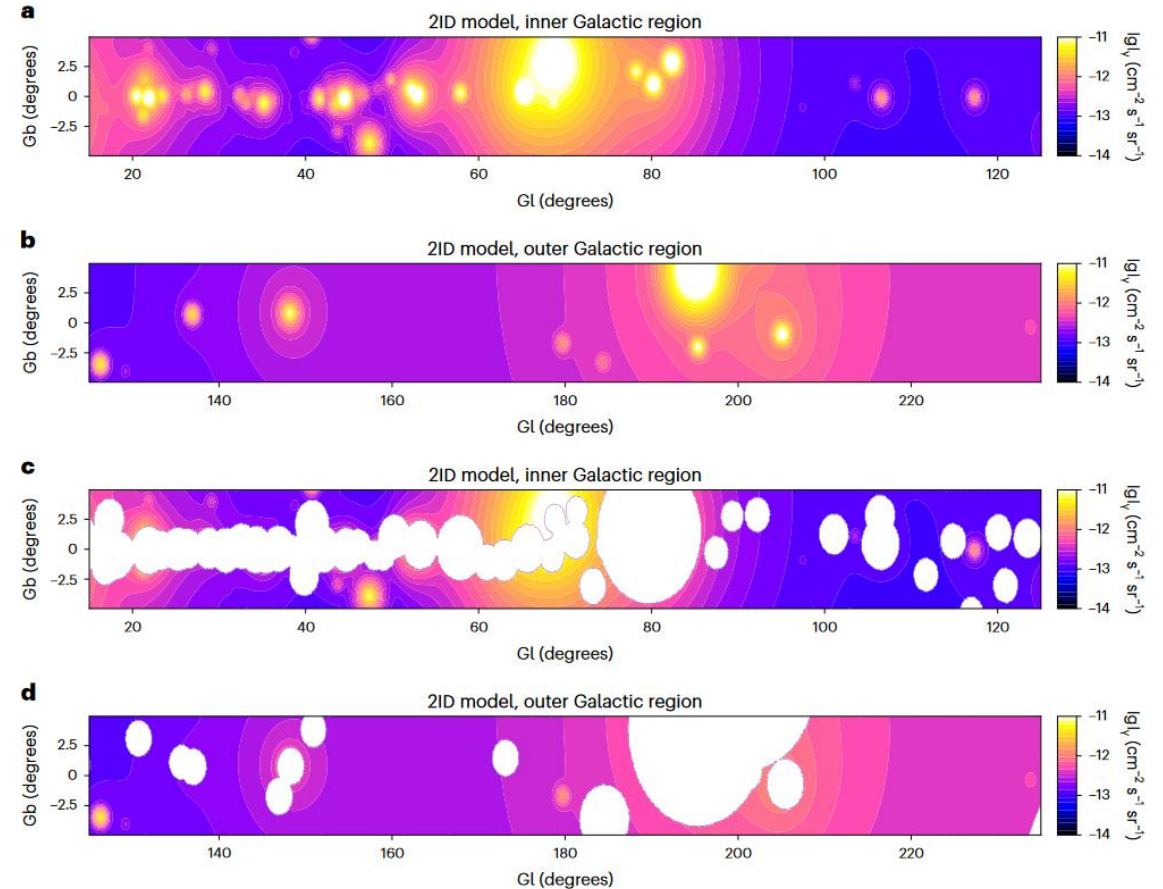 a
2ID model, inner Galactic region
Gb (degrees)
2.5
0
−2.5
20 40 60 80 100 120
Gl (degrees)
−11
−12
−13
−14
lgIγ (cm−2 s−1 sr−1)
b
2ID model, outer Galactic region
Gb (degrees)
2.5
0
−2.5
140 160 180 200 220
Gl (degrees)
−11
−12
−13
−14
lgIγ (cm−2 s−1 sr−1)
c
2ID model, inner Galactic region
Gb (degrees)
2.5
0
−2.5
20 40 60 80 100 120
Gl (degrees)
−11
−12
−13
−14
lgIγ (cm−2 s−1 sr−1)
d
2ID model, outer Galactic region
Gb (degrees)
2.5
0
−2.5
140 160 180 200 220
Gl (degrees)
−11
−12
−13
−14
lgIγ (cm−2 s−1 sr−1)